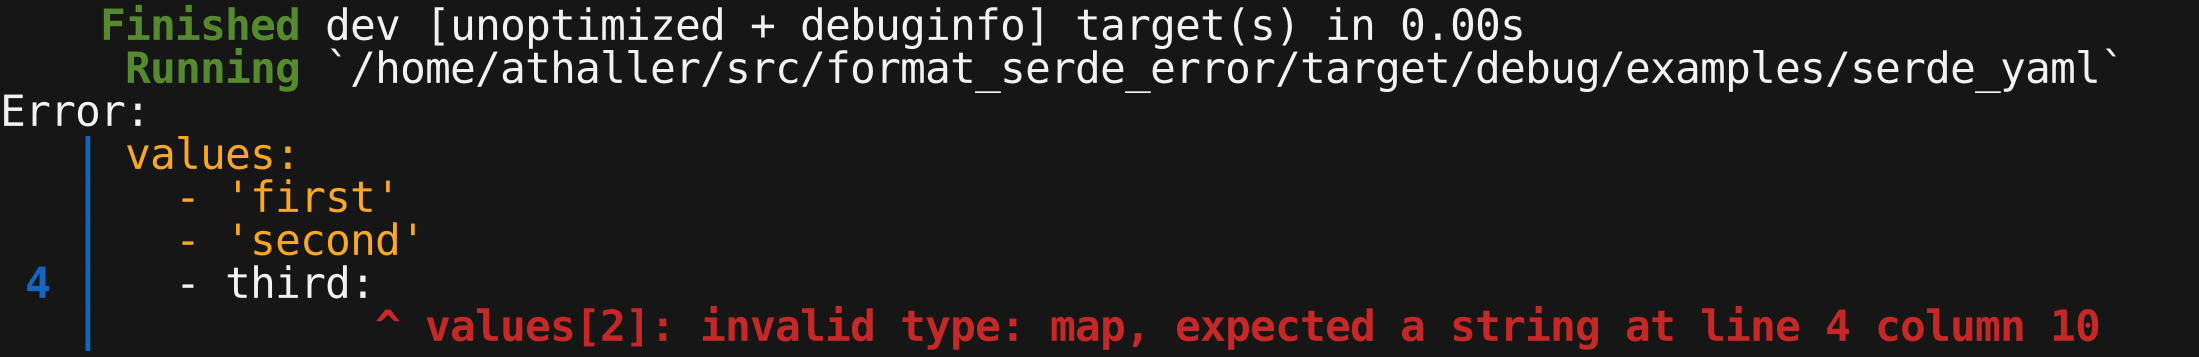 Finished dev [unoptimized + debuginfo] target(s) in 0.00s
Running `/home/athaller/src/format_serde_error/target/debug/examples/serde_yaml`
Error:
values:
- 'first'
- 'second'
4 - third:
^ values[2]: invalid type: map, expected a string at line 4 column 10